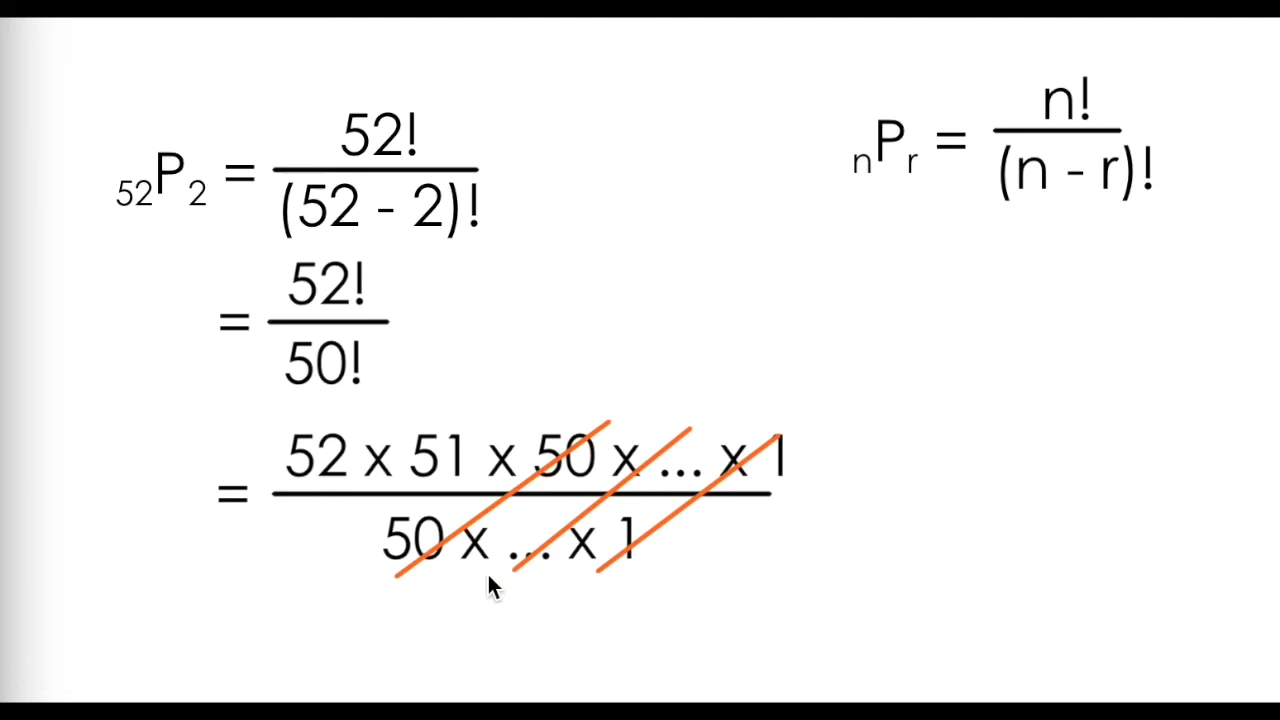 52P2 = 52!
(52 - 2)!
nPr = n!
(n - r)!
= 52!
50!
= 52 x 51 x 50 x ... x 1
50 x ... x 1